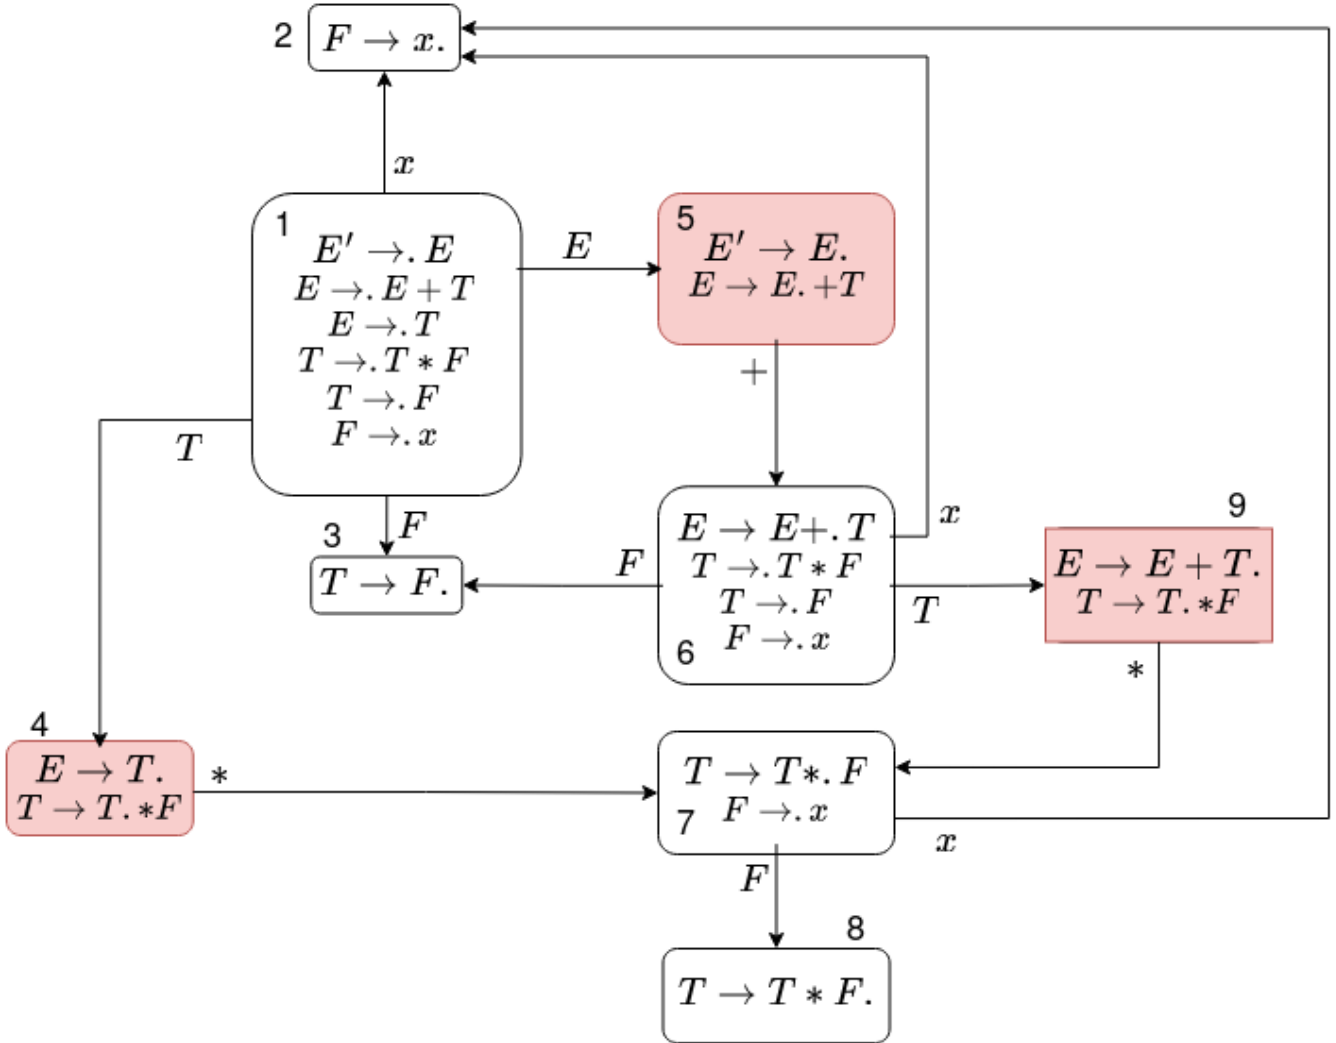 2
F → x.
x
1
E′ →. E
E →. E + T
E →. T
T →. T ∗ F
T →. F
F →. x
E
5
E′ → E.
E → E. +T
+
T
F
3
T → F.
F
6
E → E+. T
T →. T ∗ F
T →. F
F →. x
x
T
9
E → E + T.
T → T. ∗F
∗
4
E → T.
T → T. ∗F
∗
7
T → T∗. F
F →. x
x
F
8
T → T ∗ F.